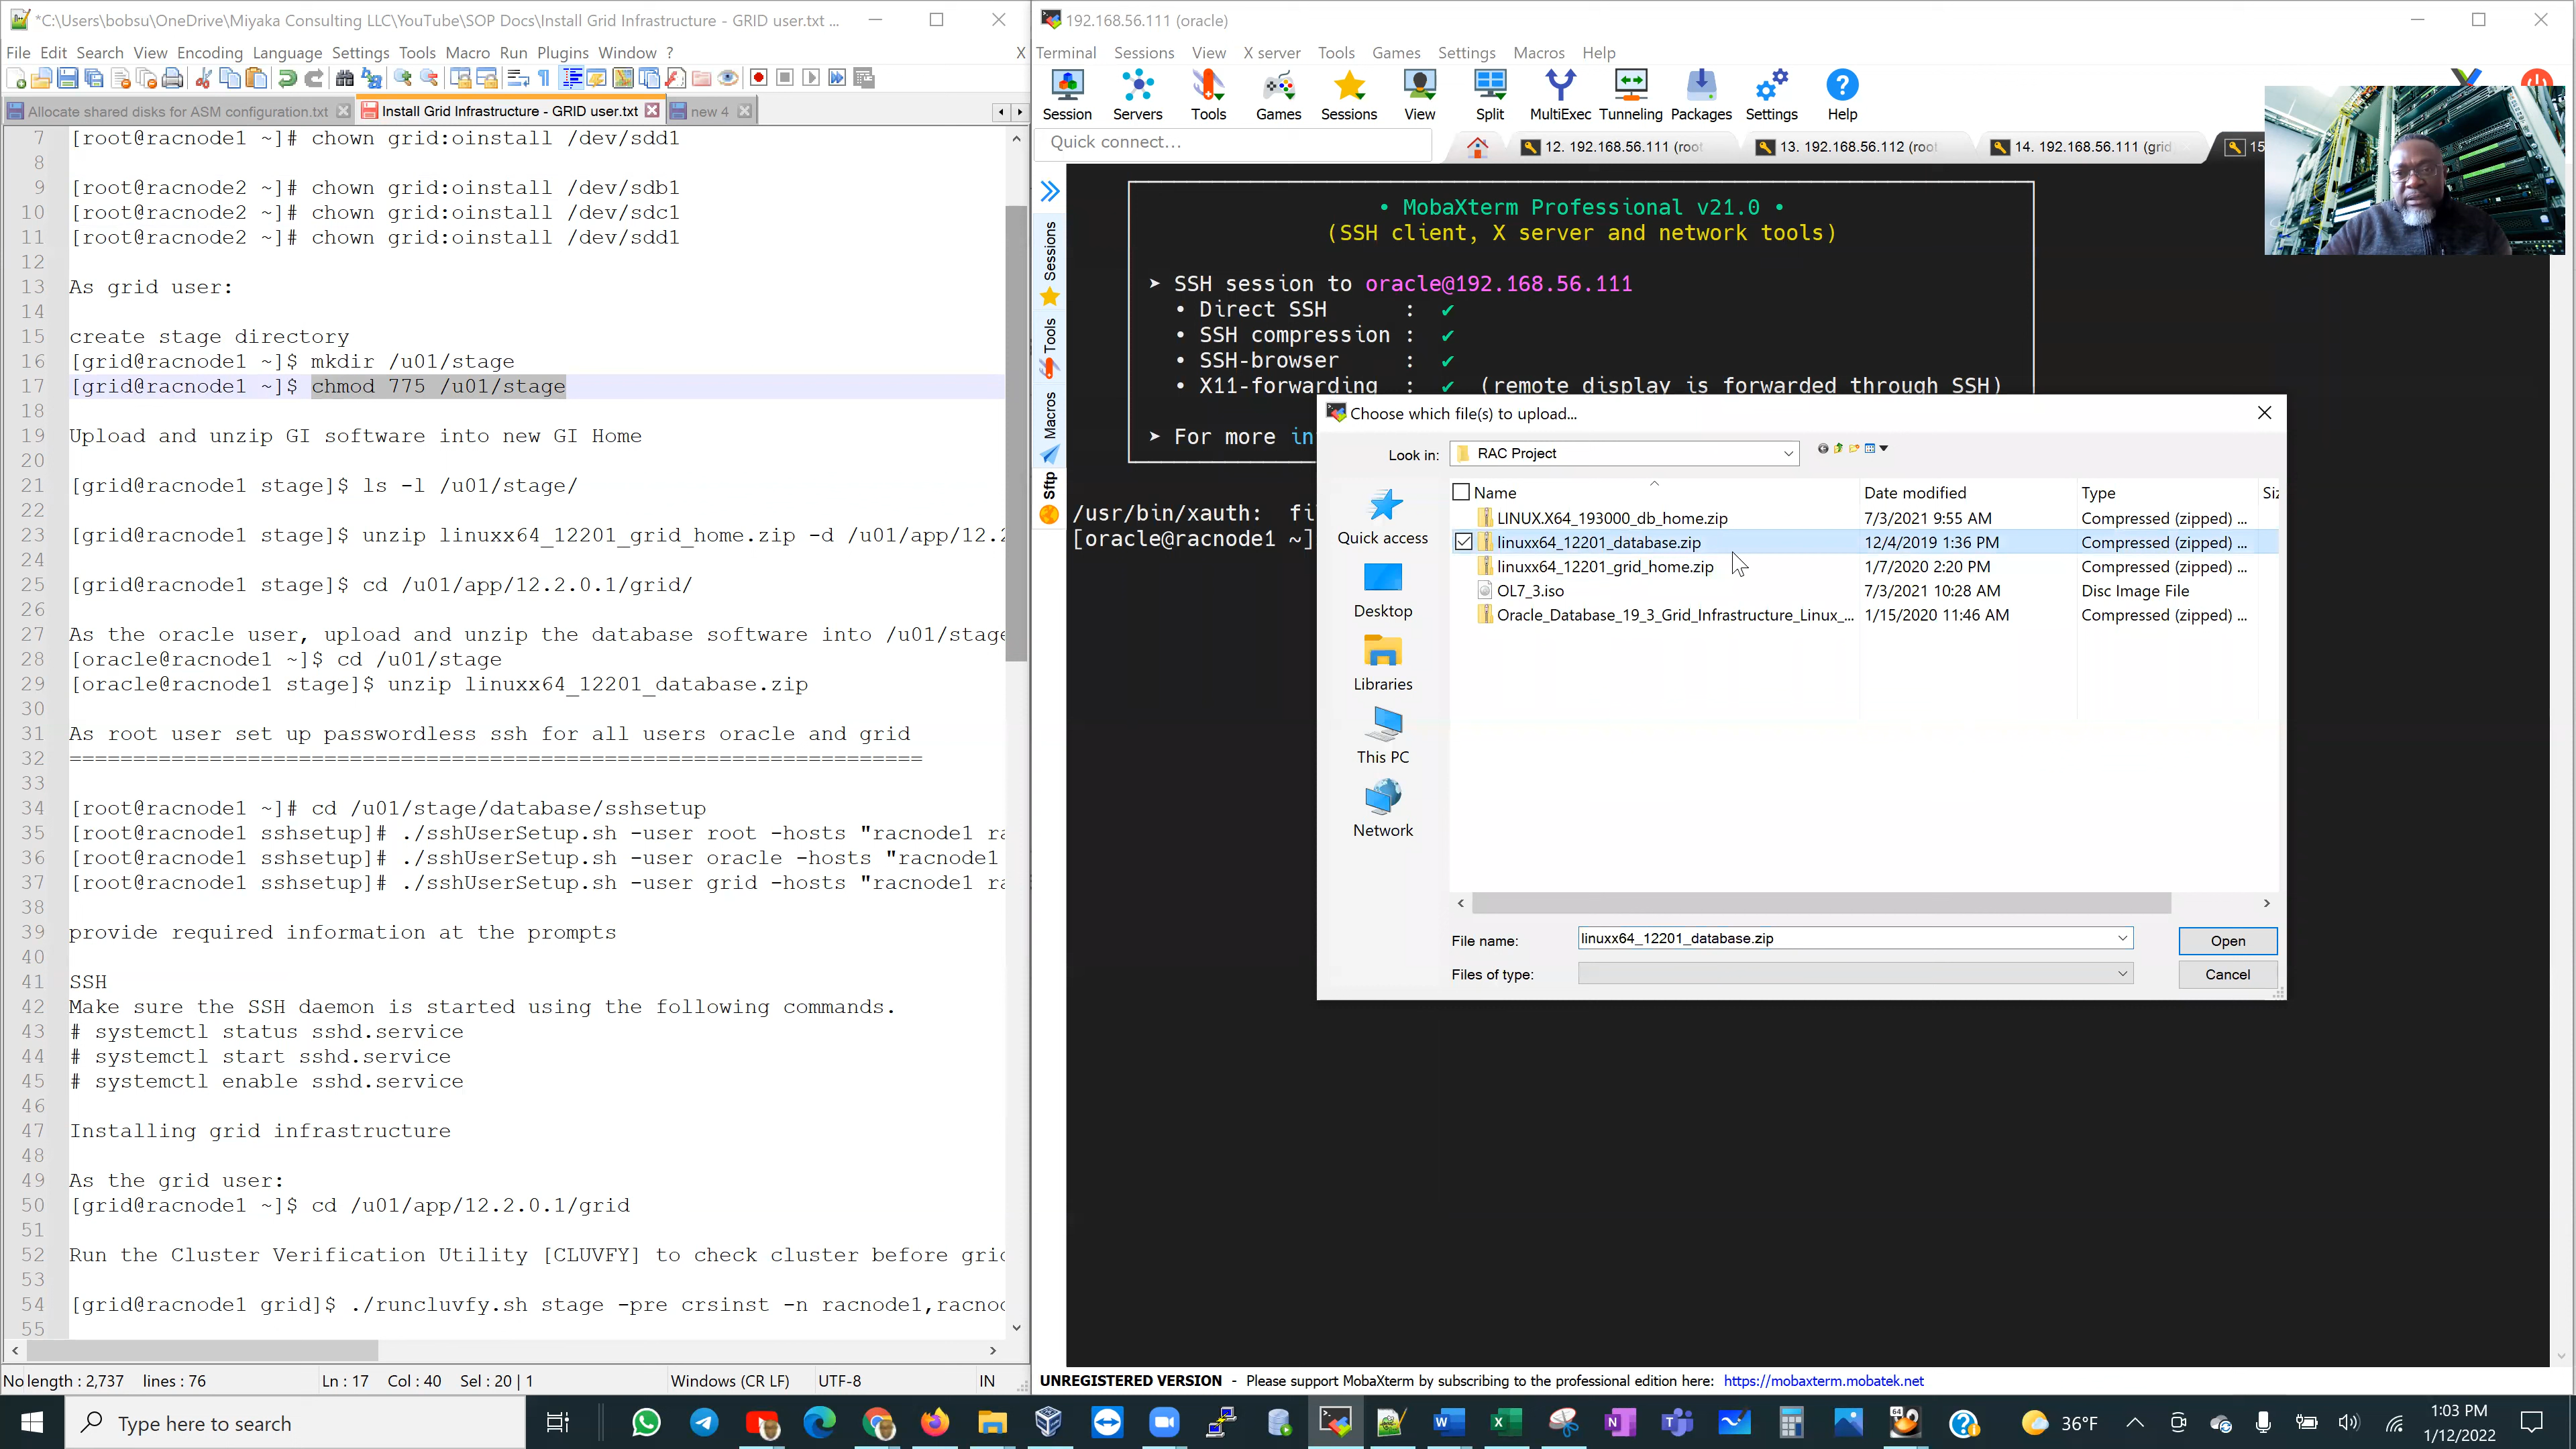 *C:\Users\bobsu\OneDrive\Miyaka Consulting LLC\YouTube\SOP Docs\Install Grid Infrastructure - GRID user.txt ...
File Edit Search View Encoding Language Settings Tools Macro Run Plugins Window ?
X
Allocate shared disks for ASM configuration.txt
Install Grid Infrastructure - GRID user.txt
new 4
7 [root@racnode1 ~]# chown grid:oinstall /dev/sdd1
8
9 [root@racnode2 ~]# chown grid:oinstall /dev/sdb1
10 [root@racnode2 ~]# chown grid:oinstall /dev/sdc1
11 [root@racnode2 ~]# chown grid:oinstall /dev/sdd1
12
13 As grid user:
14
15 create stage directory
16 [grid@racnode1 ~]$ mkdir /u01/stage
17 [grid@racnode1 ~]$ chmod 775 /u01/stage
18
19 Upload and unzip GI software into new GI Home
20
21 [grid@racnode1 stage]$ ls -l /u01/stage/
22
23 [grid@racnode1 stage]$ unzip linuxx64_12201_grid_home.zip -d /u01/app/12.2
24
25 [grid@racnode1 stage]$ cd /u01/app/12.2.0.1/grid/
26
27 As the oracle user, upload and unzip the database software into /u01/stage
28 [oracle@racnode1 ~]$ cd /u01/stage
29 [oracle@racnode1 stage]$ unzip linuxx64_12201_database.zip
30
31 As root user set up passwordless ssh for all users oracle and grid
32 ==================================================================
33
34 [root@racnode1 ~]# cd /u01/stage/database/sshsetup
35 [root@racnode1 sshsetup]# ./sshUserSetup.sh -user root -hosts "racnode1 ra
36 [root@racnode1 sshsetup]# ./sshUserSetup.sh -user oracle -hosts "racnode1
37 [root@racnode1 sshsetup]# ./sshUserSetup.sh -user grid -hosts "racnode1 ra
38
39 provide required information at the prompts
40
41 SSH
42 Make sure the SSH daemon is started using the following commands.
43 # systemctl status sshd.service
44 # systemctl start sshd.service
45 # systemctl enable sshd.service
46
47 Installing grid infrastructure
48
49 As the grid user:
50 [grid@racnode1 ~]$ cd /u01/app/12.2.0.1/grid
51
52 Run the Cluster Verification Utility [CLUVFY] to check cluster before grid
53
54 [grid@racnode1 grid]$ ./runcluvfy.sh stage -pre crsinst -n racnode1,racnod
55
No length : 2,737 lines : 76
Ln : 17 Col : 40 Sel : 20 | 1
Windows (CR LF)
UTF-8
IN
192.168.56.111 (oracle)
Terminal Sessions View X server Tools Games Settings Macros Help
Session Servers Tools Games Sessions View Split MultiExec Tunneling Packages Settings Help
Quick connect...
12. 192.168.56.111 (root
13. 192.168.56.112 (root
14. 192.168.56.111 (grid
15
Sessions
Tools
Macros
Sftp
• MobaXterm Professional v21.0 •
(SSH client, X server and network tools)
➤ SSH session to oracle@192.168.56.111
• Direct SSH : ✔
• SSH compression : ✔
• SSH-browser : ✔
• X11-forwarding : ✔ (remote display is forwarded through SSH)
➤ For more in
/usr/bin/xauth: fi
[oracle@racnode1 ~]
Choose which file(s) to upload...
Look in: RAC Project
Name Date modified Type Siz
LINUX.X64_193000_db_home.zip 7/3/2021 9:55 AM Compressed (zipped) ...
linuxx64_12201_database.zip 12/4/2019 1:36 PM Compressed (zipped) ...
linuxx64_12201_grid_home.zip 1/7/2020 2:20 PM Compressed (zipped) ...
OL7_3.iso 7/3/2021 10:28 AM Disc Image File
Oracle_Database_19_3_Grid_Infrastructure_Linux_... 1/15/2020 11:46 AM Compressed (zipped) ...
Quick access
Desktop
Libraries
This PC
Network
File name: linuxx64_12201_database.zip
Open
Files of type:
Cancel
UNREGISTERED VERSION - Please support MobaXterm by subscribing to the professional edition here: https://mobaxterm.mobatek.net
Type here to search
36°F
1:03 PM
1/12/2022